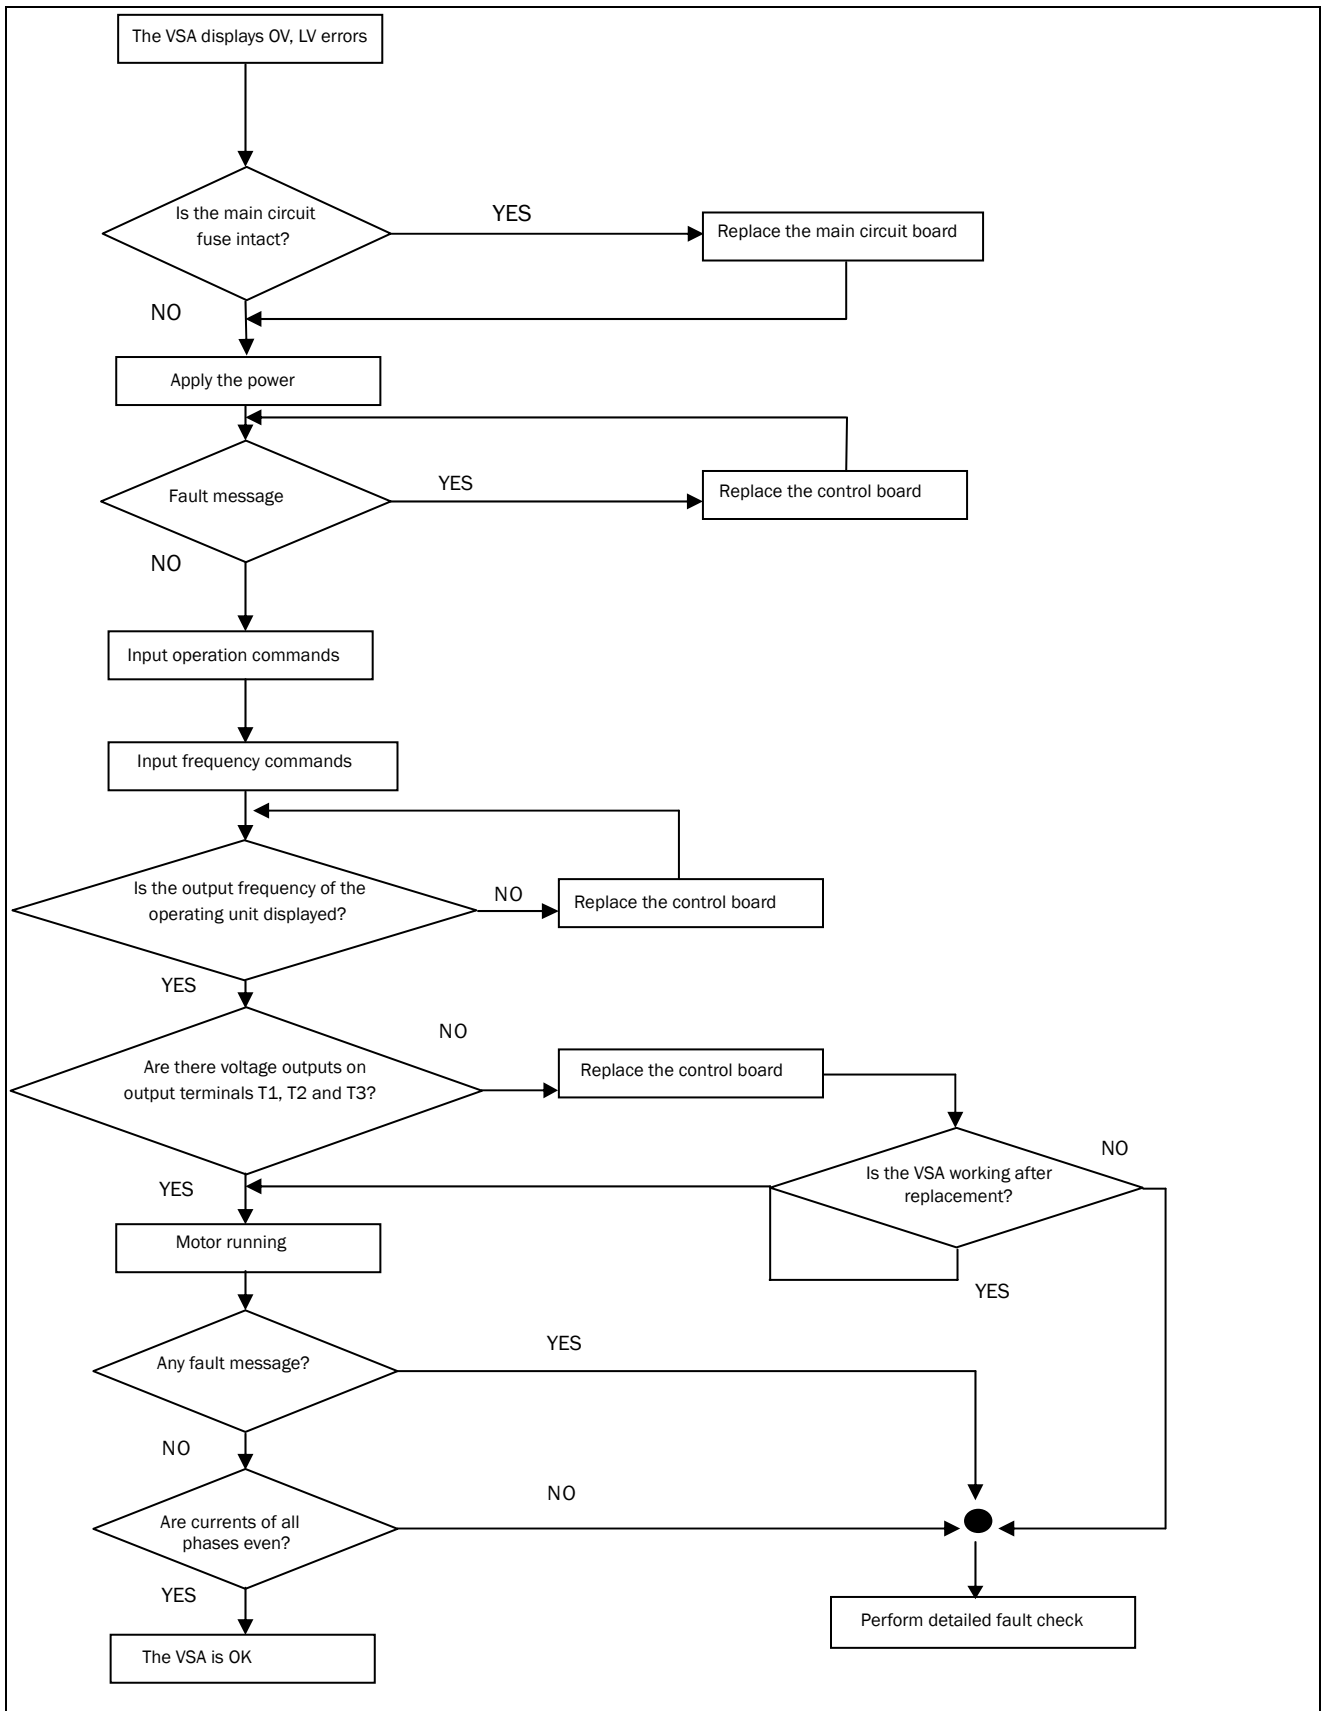 The VSA displays OV, LV errors
Is the main circuit
fuse intact?
YES
Replace the main circuit board
NO
Apply the power
Fault message
YES
Replace the control board
NO
Input operation commands
Input frequency commands
Is the output frequency of the
operating unit displayed?
NO
Replace the control board
YES
Are there voltage outputs on
output terminals T1, T2 and T3?
NO
Replace the control board
Is the VSA working after
replacement?
NO
YES
YES
Motor running
Any fault message?
YES
NO
Are currents of all
phases even?
NO
YES
Perform detailed fault check
The VSA is OK